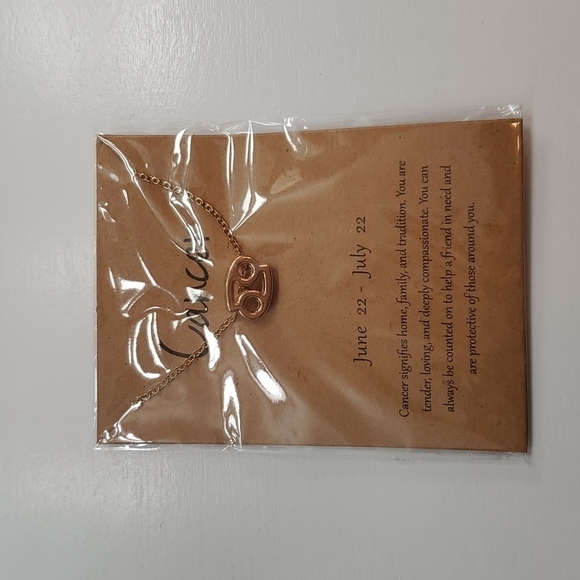 Cancer
June 22 - July 22
Cancer signifies home, family, and tradition. You are
tender, loving, and deeply compassionate. You can
always be counted on to help a friend in need and
are protective of those around you.